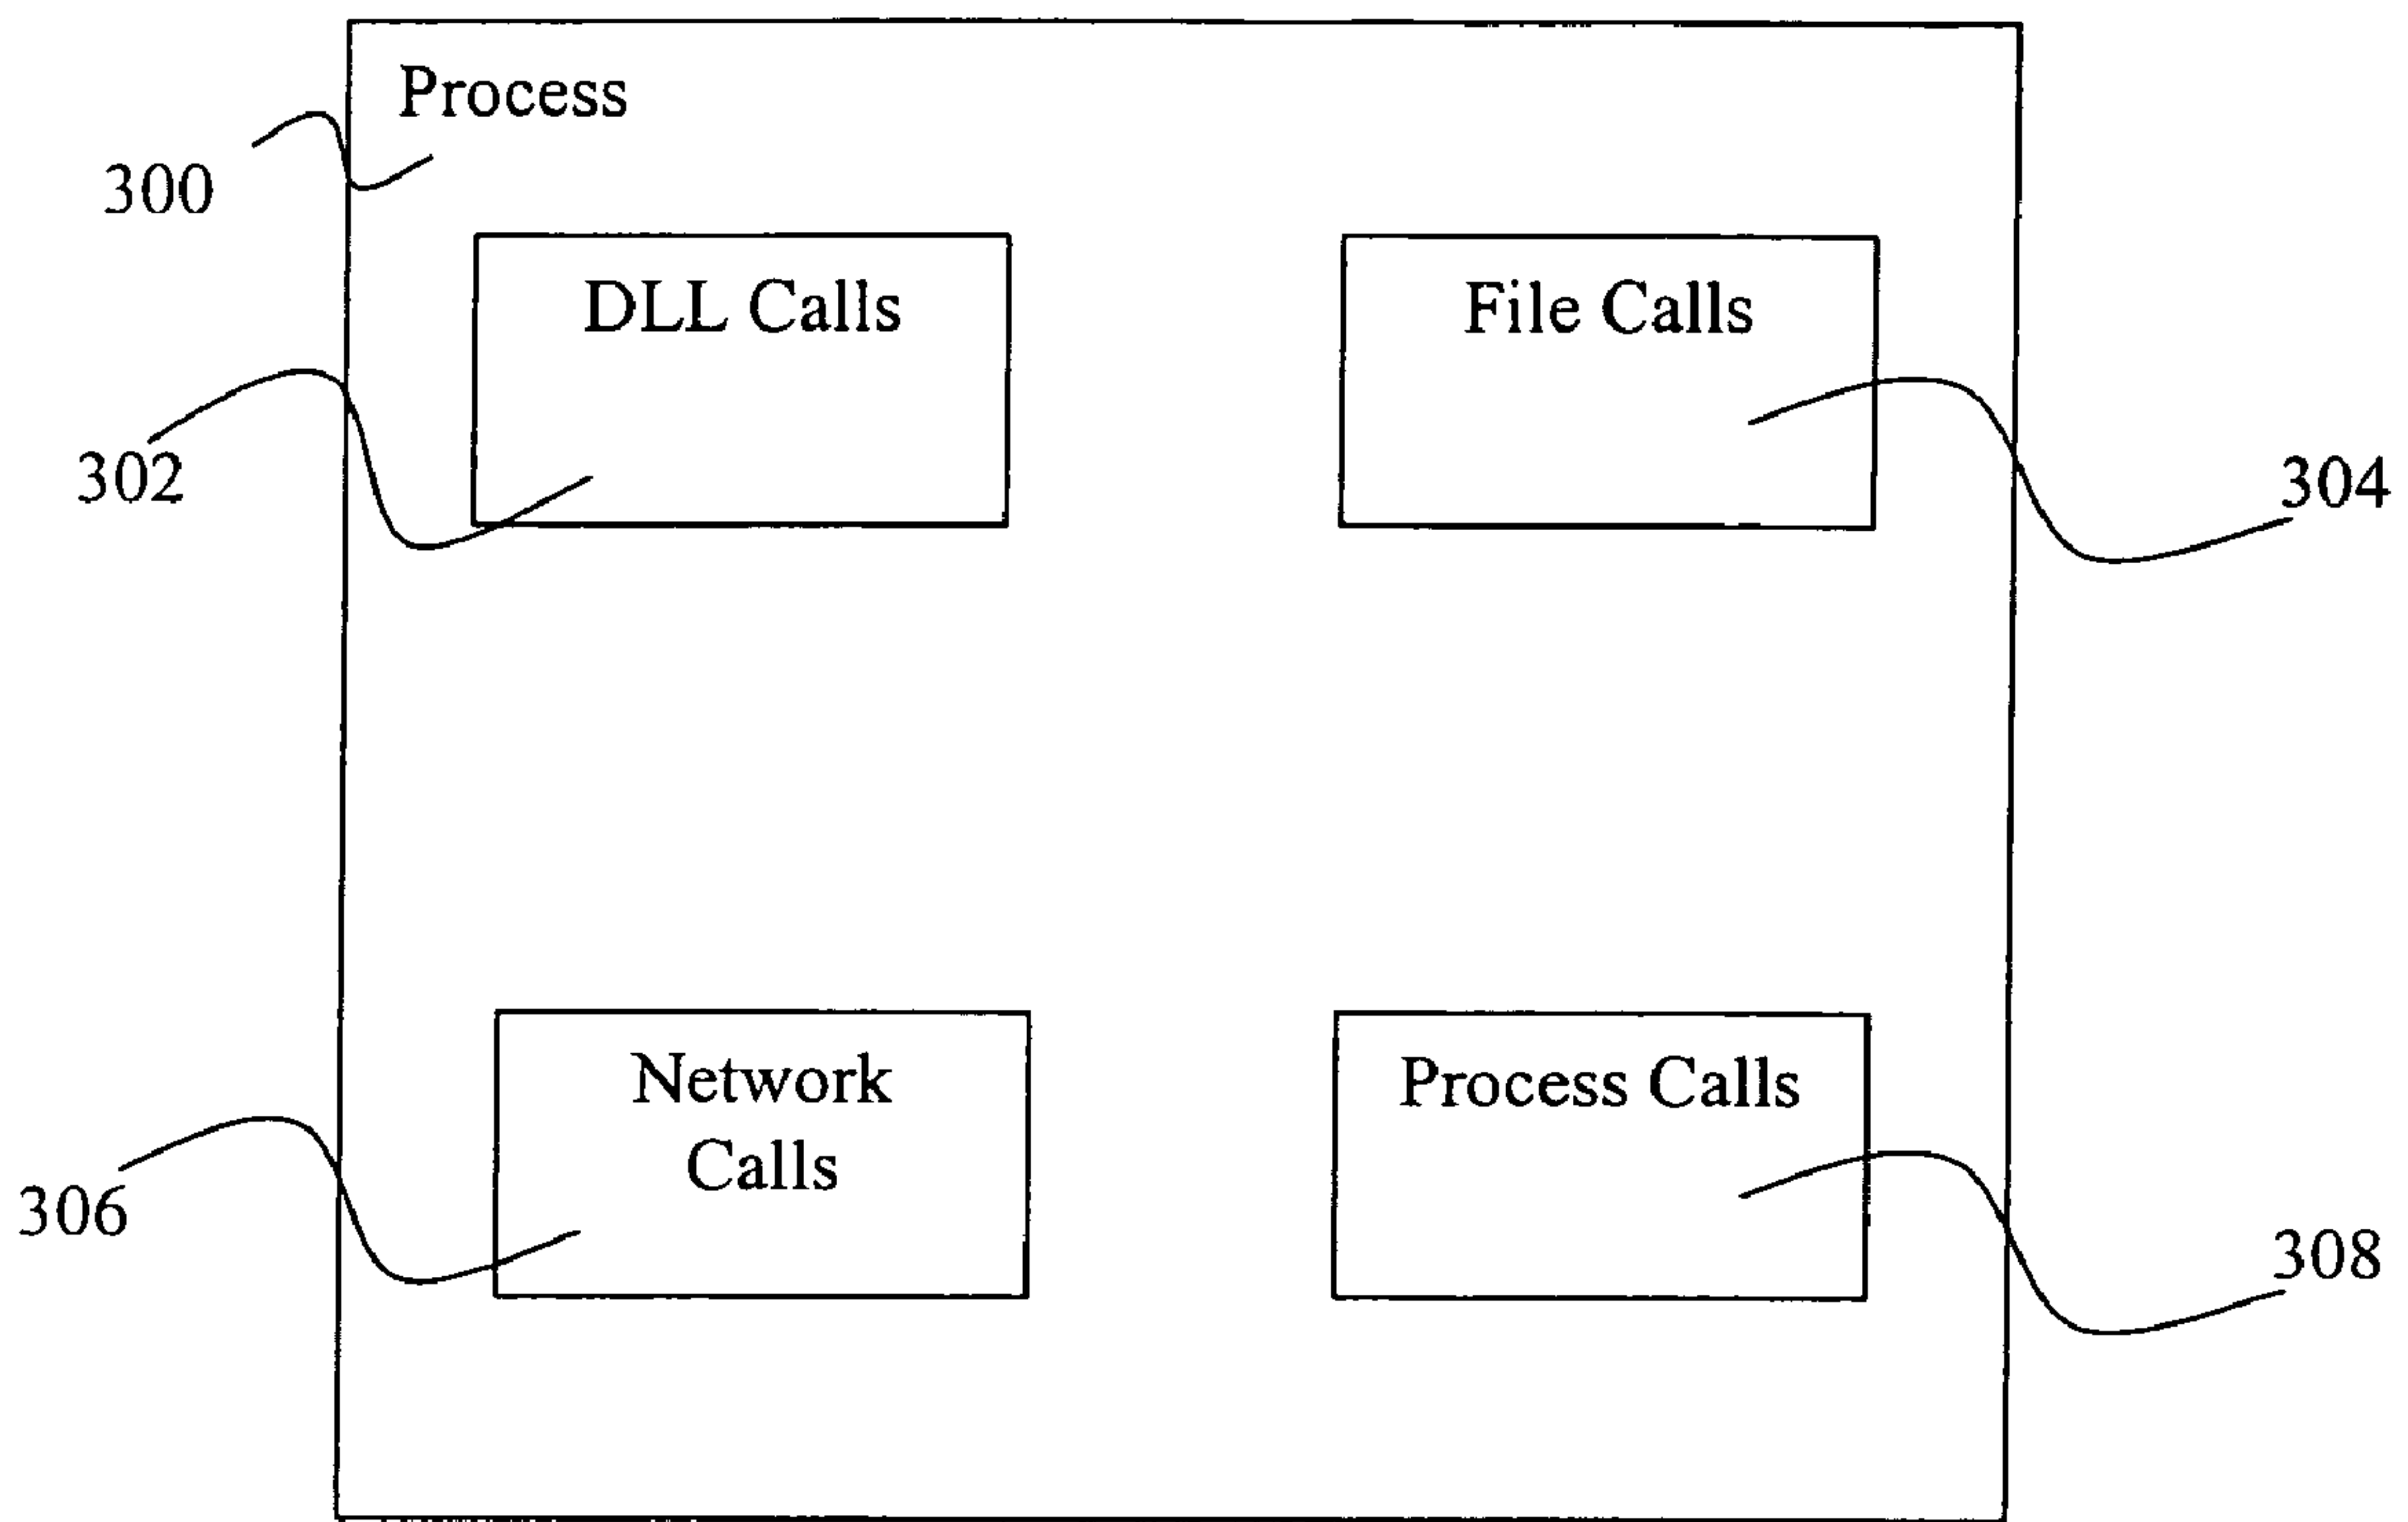 Process
300
DLL Calls
File Calls
302
304
Network
Calls
Process Calls
306
308